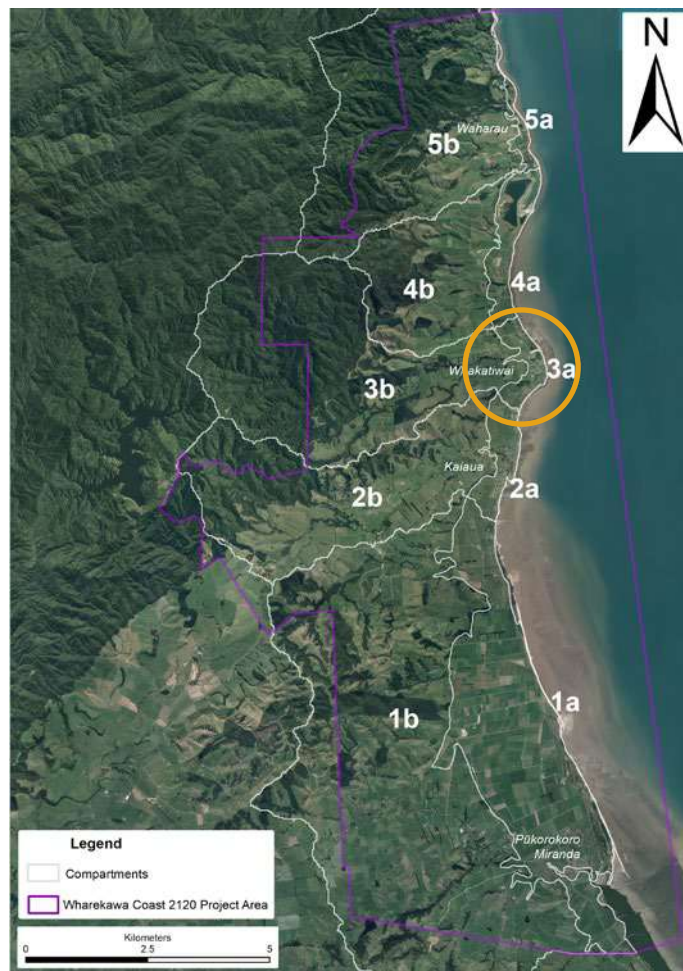 N
5a
Waharau
5b
4a
4b
Whakatiwai
3a
3b
Kaiaua
2a
2b
1a
1b
Pūkorokoro
Miranda
Legend
Compartments
Wharekawa Coast 2120 Project Area
Kilometers
0 2.5 5